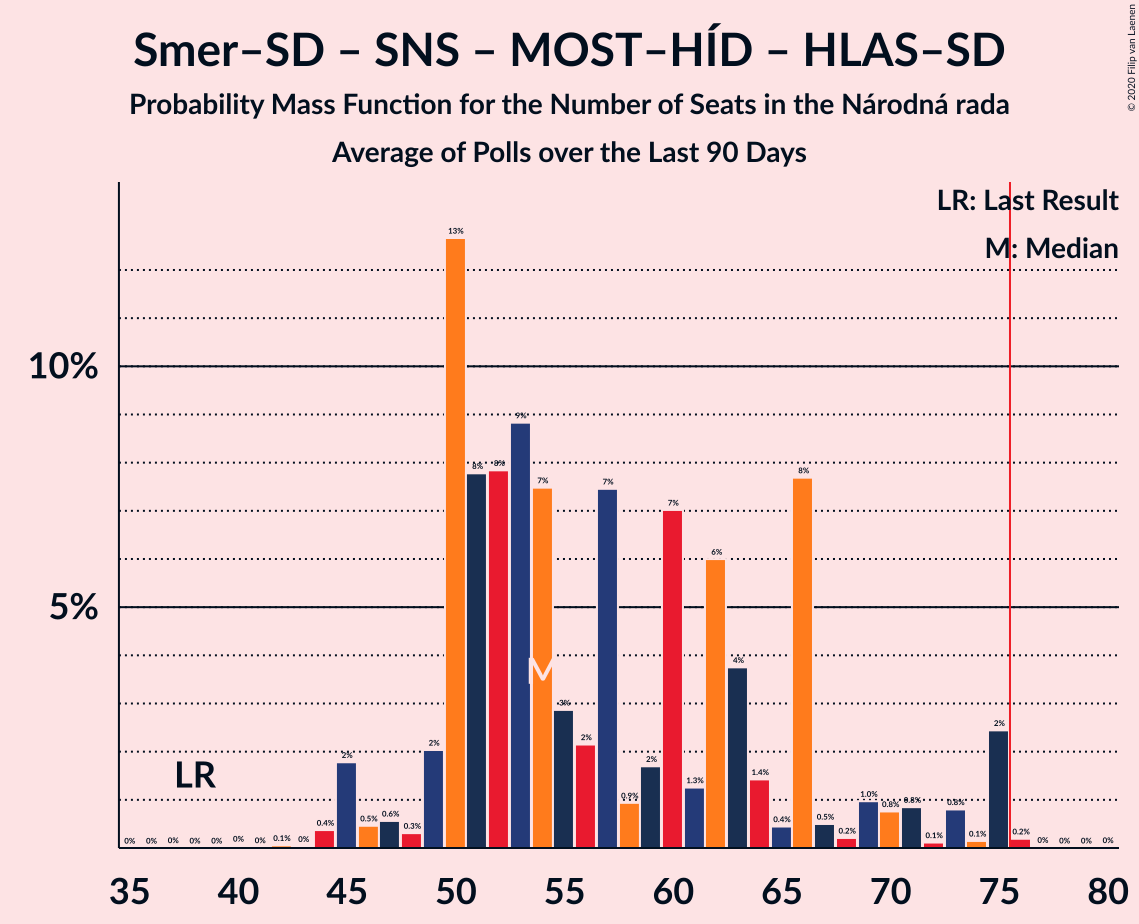 Smer–SD – SNS – MOST–HÍD – HLAS–SD
Probability Mass Function for the Number of Seats in the Národná rada
Average of Polls over the Last 90 Days
© 2020 Filip van Laenen
LR: Last Result
M: Median
10%
5%
LR
M
0% 0% 0% 0% 0% 0% 0% 0.1% 0% 0.4% 2% 0.5% 0.6% 0.3% 2% 13% 8% 8% 9% 7% 3% 2% 7% 0.9% 2% 7% 1.3% 6% 4% 1.4% 0.4% 8% 0.5% 0.2% 1.0% 0.8% 0.8% 0.1% 0.8% 0.1% 2% 0.2% 0% 0% 0% 0%
35 40 45 50 55 60 65 70 75 80